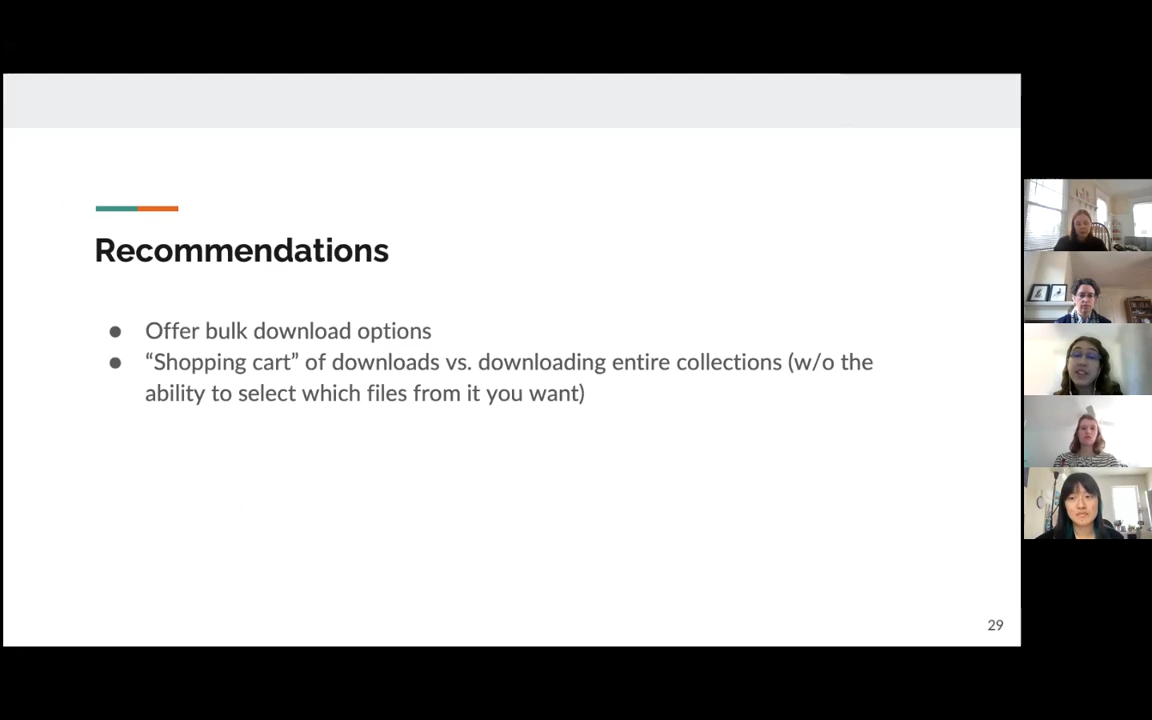 Recommendations
● Offer bulk download options
● “Shopping cart” of downloads vs. downloading entire collections (w/o the
ability to select which files from it you want)
29